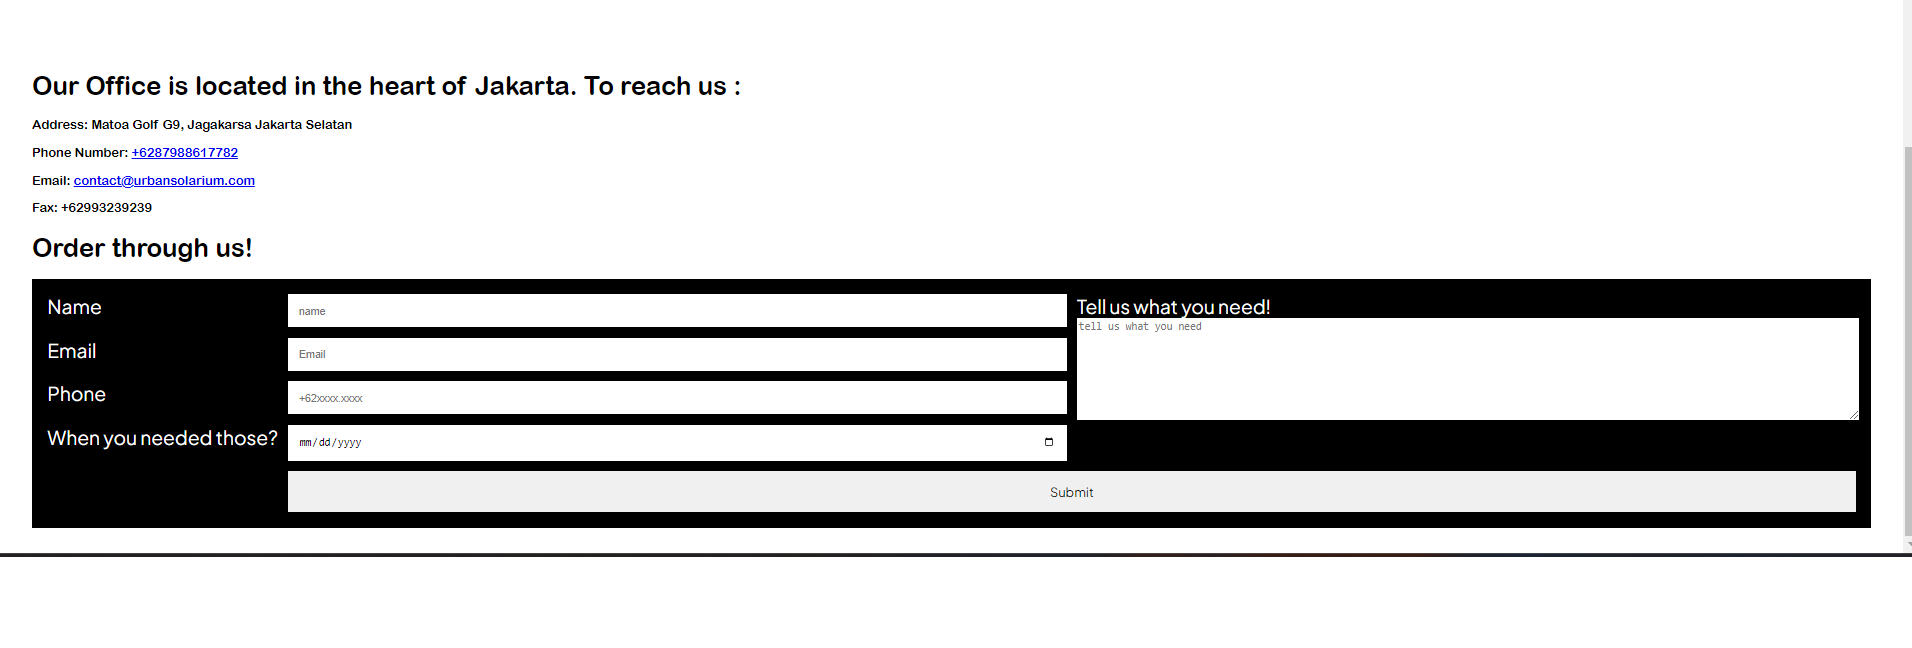 Our Office is located in the heart of Jakarta. To reach us :
Address: Matoa Golf G9, Jagakarsa Jakarta Selatan
Phone Number: +6287988617782
Email: contact@urbansolarium.com
Fax: +62993239239
Order through us!
Name
name
Email
Email
Phone
+62xxxx.xxxx
When you needed those?
mm/dd/yyyy
Tell us what you need!
tell us what you need
Submit